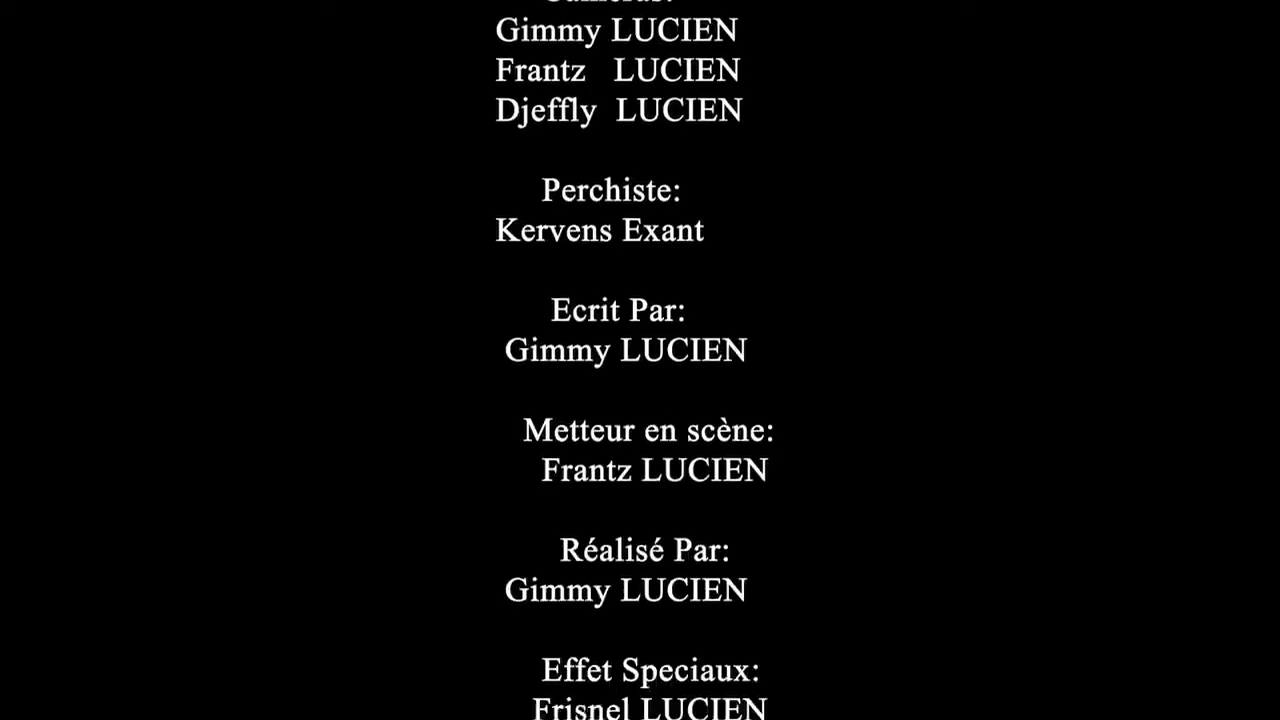 Gimmy LUCIEN
Frantz LUCIEN
Djeffly LUCIEN
Perchiste:
Kervens Exant
Ecrit Par:
Gimmy LUCIEN
Metteur en scène:
Frantz LUCIEN
Réalisé Par:
Gimmy LUCIEN
Effet Speciaux:
Frisnel LUCIEN